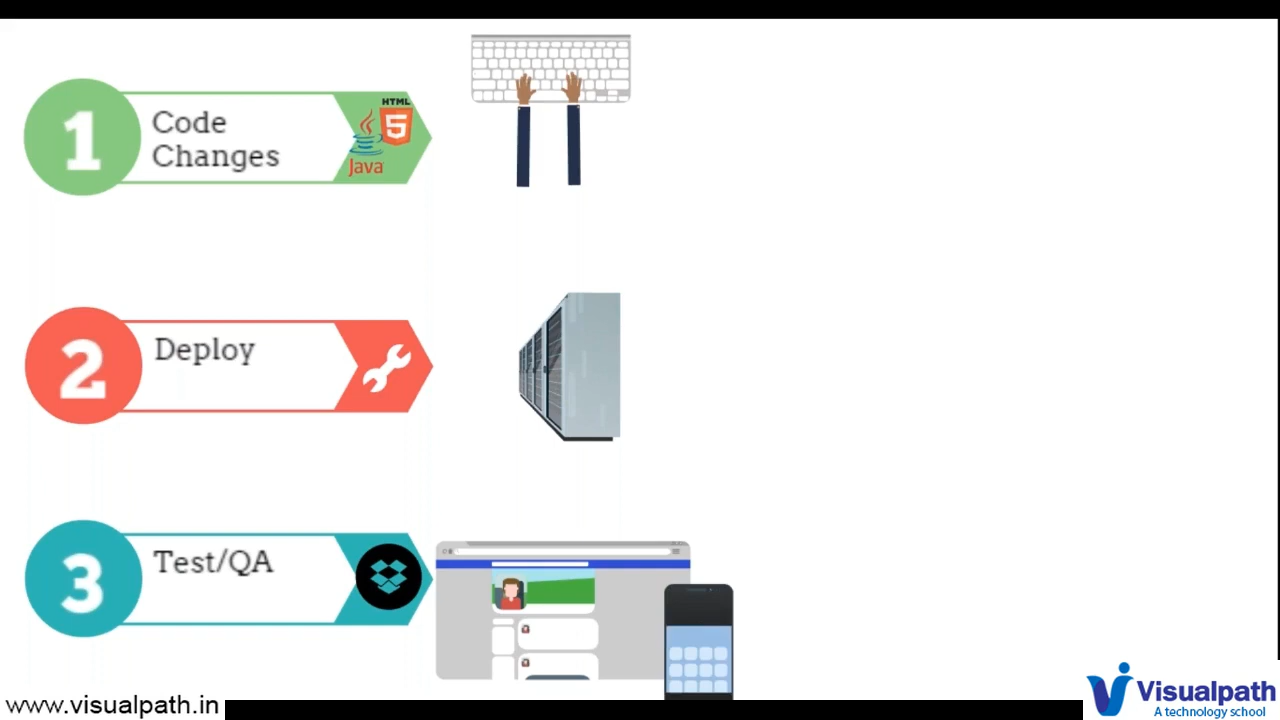 1
Code
Changes
HTML
5
Java
2
Deploy
3
Test/QA
www.visualpath.in
Visualpath
A technology school